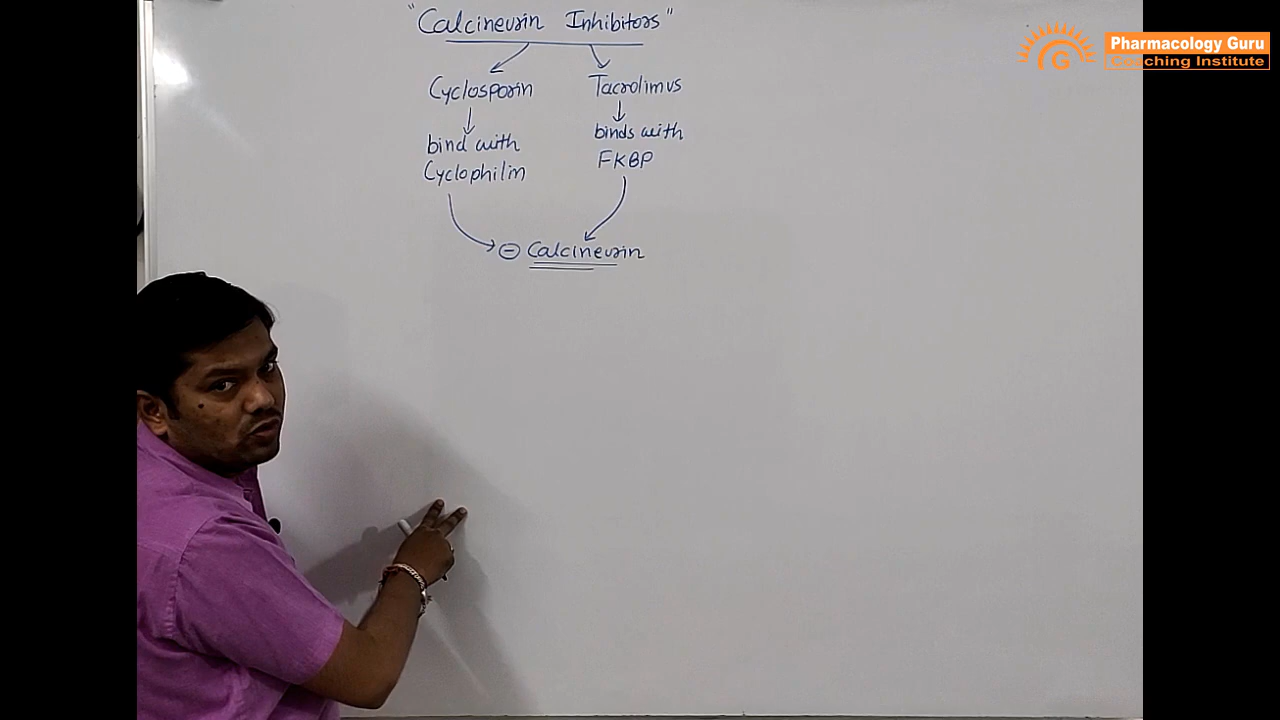 "Calcineurin Inhibitors"
Cyclosporin
Tacrolimus
bind with
Cyclophilin
binds with
FKBP
⊖ Calcineurin
Pharmacology Guru
Coaching Institute
G